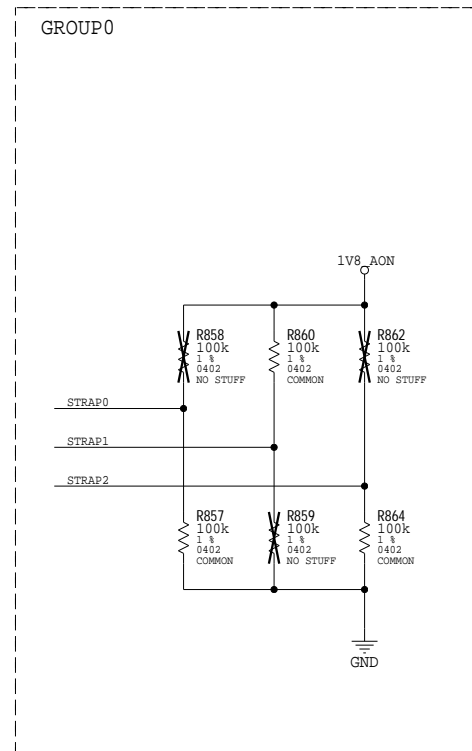 GROUP0
1V8_AON
R858
100k
1 %
0402
NO STUFF
R860
100k
1 %
0402
COMMON
R862
100k
1 %
0402
NO STUFF
STRAP0
STRAP1
STRAP2
R857
100k
1 %
0402
COMMON
R859
100k
1 %
0402
NO STUFF
R864
100k
1 %
0402
COMMON
GND